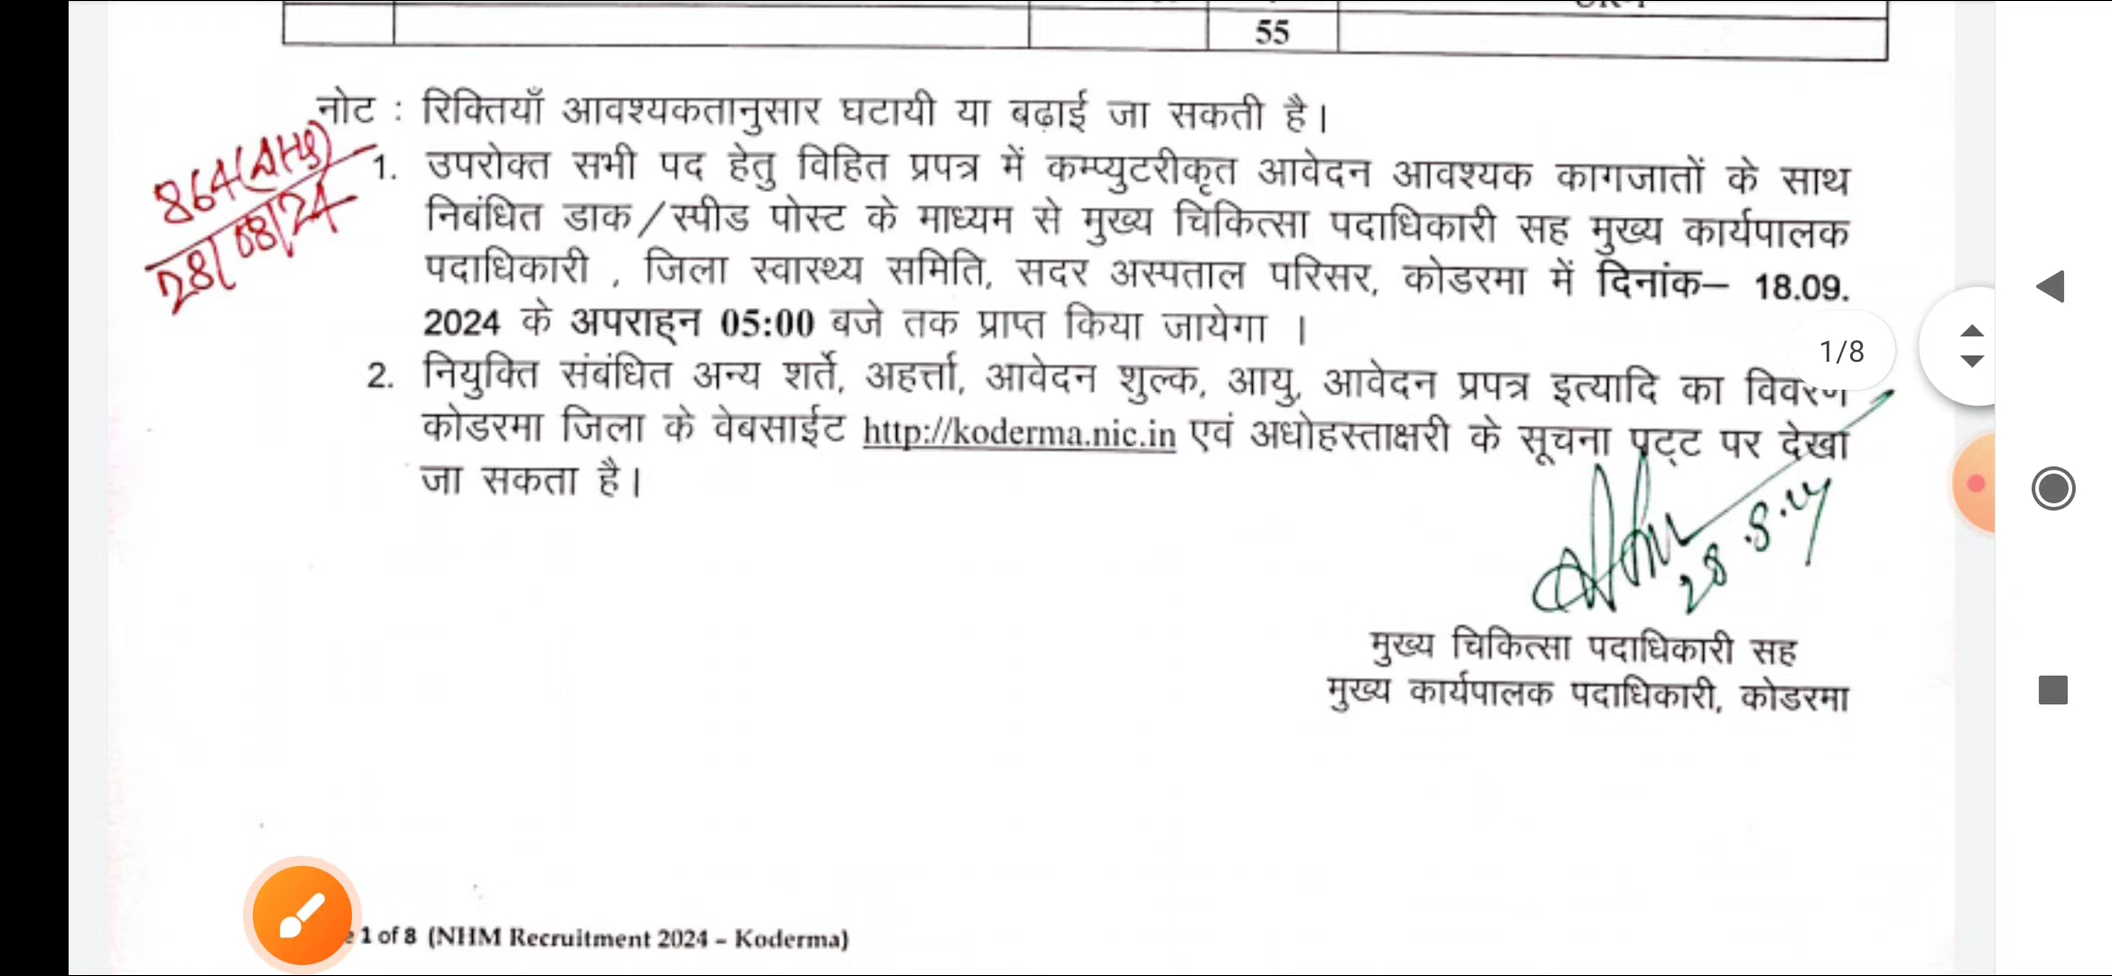 55
नोट : रिक्तियाँ आवश्यकतानुसार घटायी या बढ़ाई जा सकती है।
864(DHS)
28/08/24
1. उपरोक्त सभी पद हेतु विहित प्रपत्र में कम्प्युटरीकृत आवेदन आवश्यक कागजातों के साथ
निबंधित डाक/स्पीड पोस्ट के माध्यम से मुख्य चिकित्सा पदाधिकारी सह मुख्य कार्यपालक
पदाधिकारी , जिला स्वास्थ्य समिति, सदर अस्पताल परिसर, कोडरमा में दिनांक– 18.09.
2024 के अपराह्न 05:00 बजे तक प्राप्त किया जायेगा ।
1/8
2. नियुक्ति संबंधित अन्य शर्ते, अहर्त्ता, आवेदन शुल्क, आयु, आवेदन प्रपत्र इत्यादि का विवरण
कोडरमा जिला के वेबसाईट http://koderma.nic.in एवं अधोहस्ताक्षरी के सूचना पट्ट पर देखा
जा सकता है।
28.8.24
मुख्य चिकित्सा पदाधिकारी सह
मुख्य कार्यपालक पदाधिकारी, कोडरमा
e 1 of 8 (NHM Recruitment 2024 – Koderma)